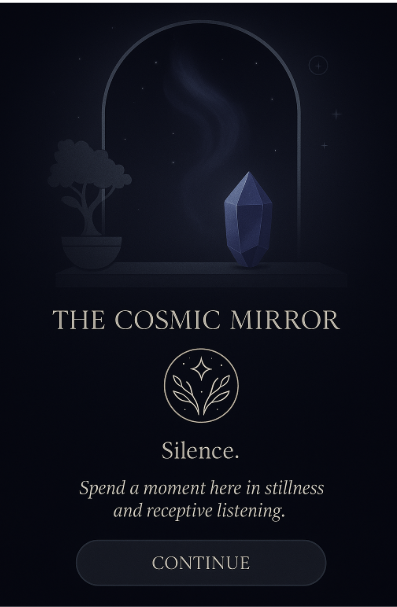 THE COSMIC MIRROR
Silence.
Spend a moment here in stillness
and receptive listening.
CONTINUE